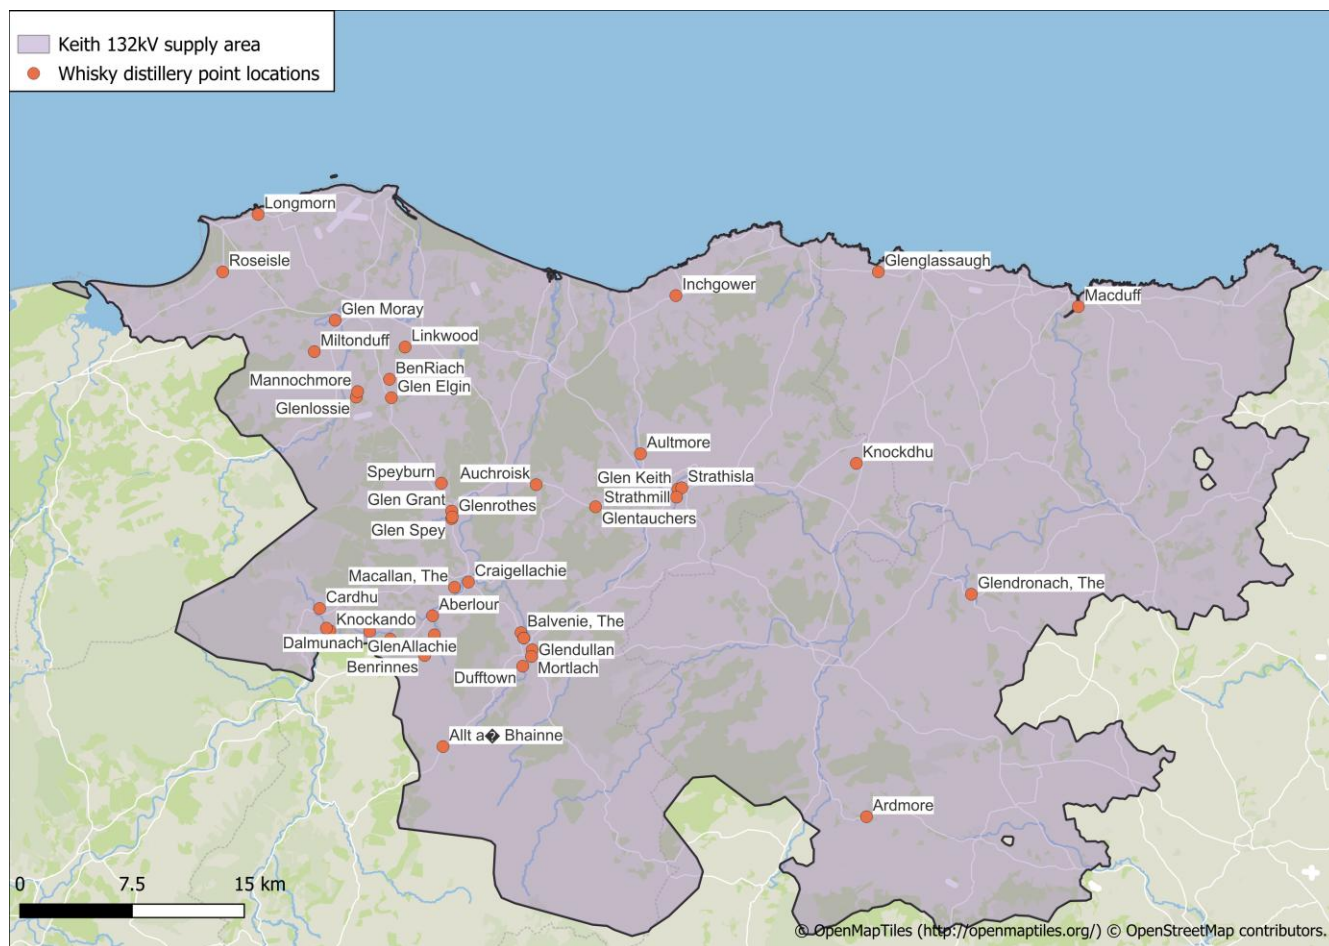 Keith 132kV supply area
Whisky distillery point locations
Longmorn
Roseisle
Glenglassaugh
Inchgower
Macduff
Glen Moray
Miltonduff
Linkwood
BenRiach
Mannochmore
Glen Elgin
Glenlossie
Aultmore
Knockdhu
Speyburn
Auchroisk
Glen Keith
Strathisla
Glen Grant
Glenrothes
Strathmill
Glen Spey
Glentauchers
Macallan, The
Craigellachie
Glendronach, The
Cardhu
Aberlour
Knockando
Balvenie, The
Dalmunach
GlenAllachie
Glendullan
Benrinnes
Mortlach
Dufftown
Allt a� Bhainne
Ardmore
0 7.5 15 km
© OpenMapTiles (http://openmaptiles.org/) © OpenStreetMap contributors.